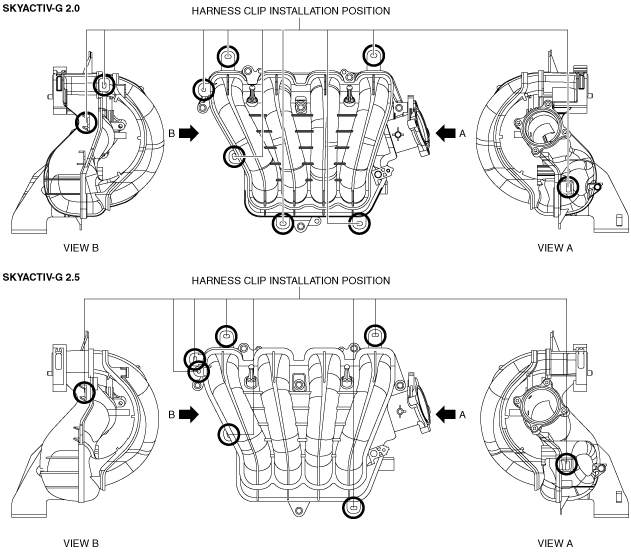 SKYACTIV-G 2.0
HARNESS CLIP INSTALLATION POSITION
B
A
VIEW B
VIEW A
SKYACTIV-G 2.5
HARNESS CLIP INSTALLATION POSITION
B
A
VIEW B
VIEW A